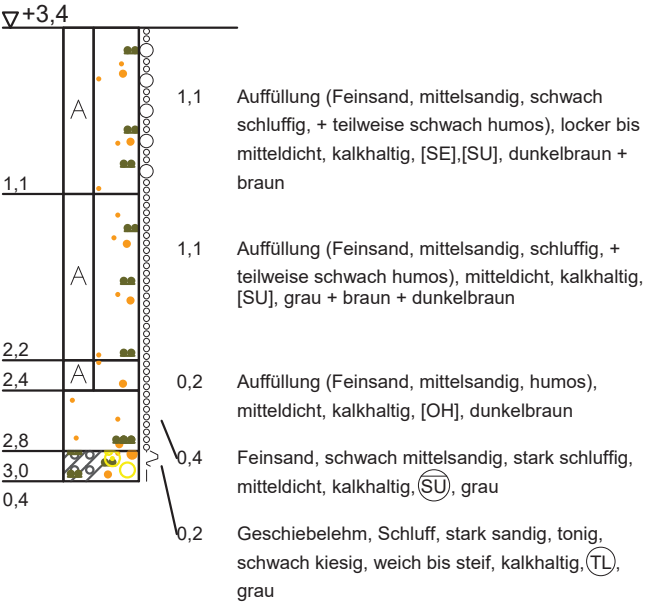 +3,4
A
1,1 Auffüllung (Feinsand, mittelsandig, schwach
schluffig, + teilweise schwach humos), locker bis
mitteldicht, kalkhaltig, [SE],[SU], dunkelbraun +
braun
1,1
A
1,1 Auffüllung (Feinsand, mittelsandig, schluffig, +
teilweise schwach humos), mitteldicht, kalkhaltig,
[SU], grau + braun + dunkelbraun
2,2
A
2,4
0,2 Auffüllung (Feinsand, mittelsandig, humos),
mitteldicht, kalkhaltig, [OH], dunkelbraun
2,8
0,4 Feinsand, schwach mittelsandig, stark schluffig,
mitteldicht, kalkhaltig, S̅U̅, grau
3,0
0,4
0,2 Geschiebelehm, Schluff, stark sandig, tonig,
schwach kiesig, weich bis steif, kalkhaltig, TL,
grau